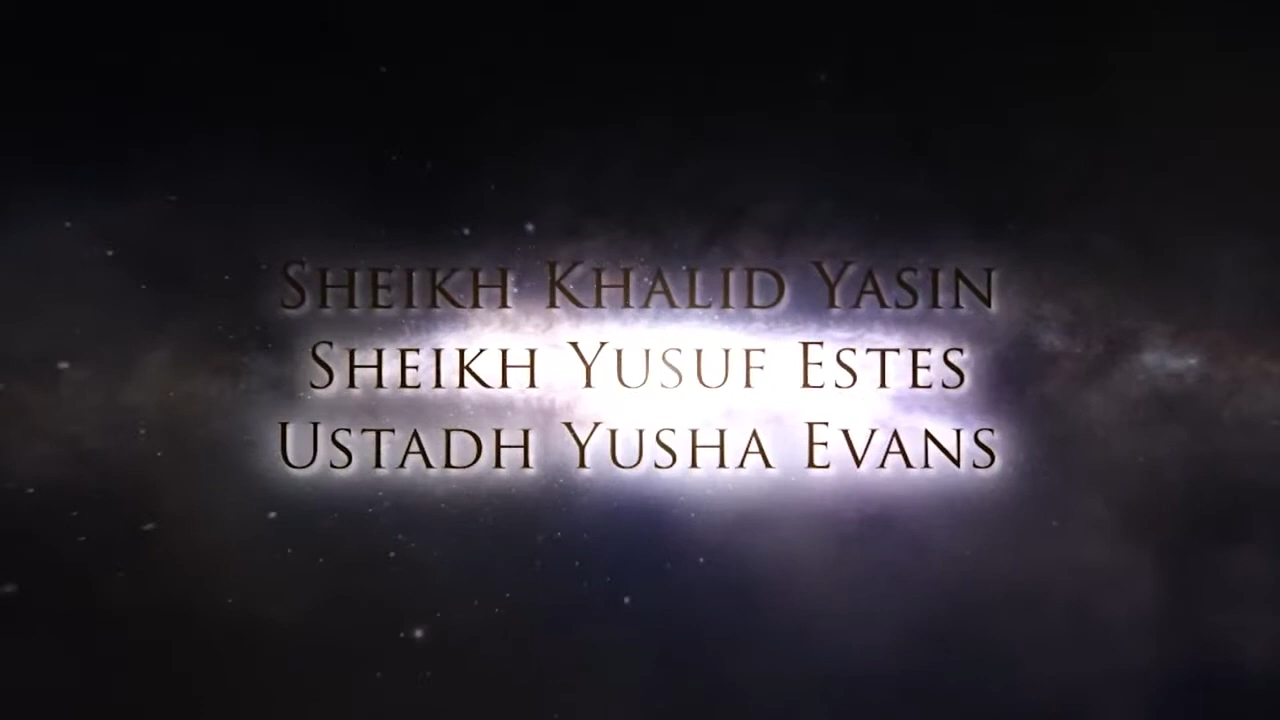 Sheikh Khalid Yasin
Sheikh Yusuf Estes
Ustadh Yusha Evans